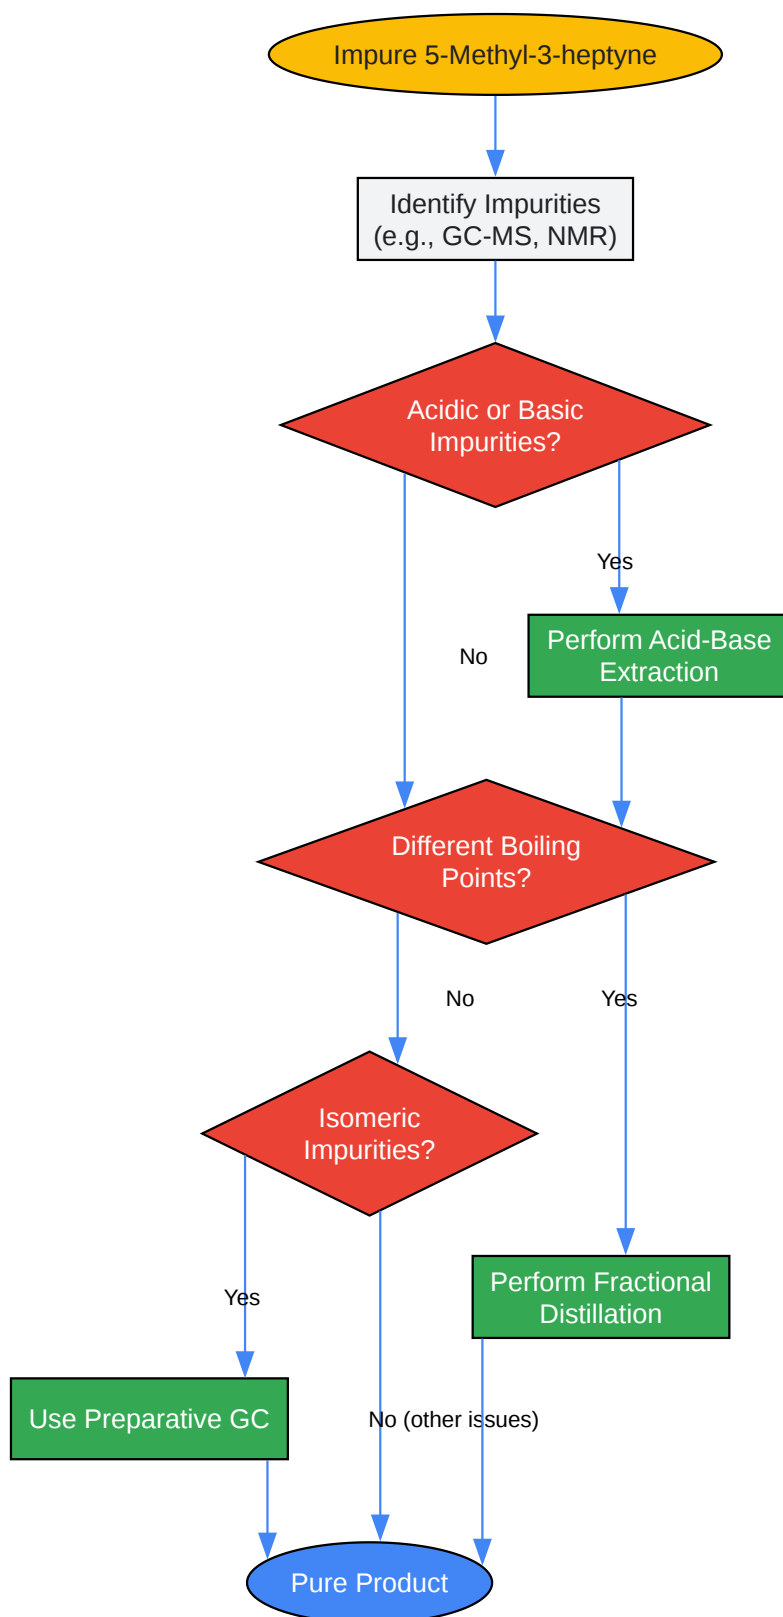 Impure 5-Methyl-3-heptyne
Identify Impurities
(e.g., GC-MS, NMR)
Acidic or Basic
Impurities?
Yes
Perform Acid-Base
Extraction
No
Different Boiling
Points?
No
Yes
Isomeric
Impurities?
Yes
Perform Fractional
Distillation
Use Preparative GC
No (other issues)
Pure Product